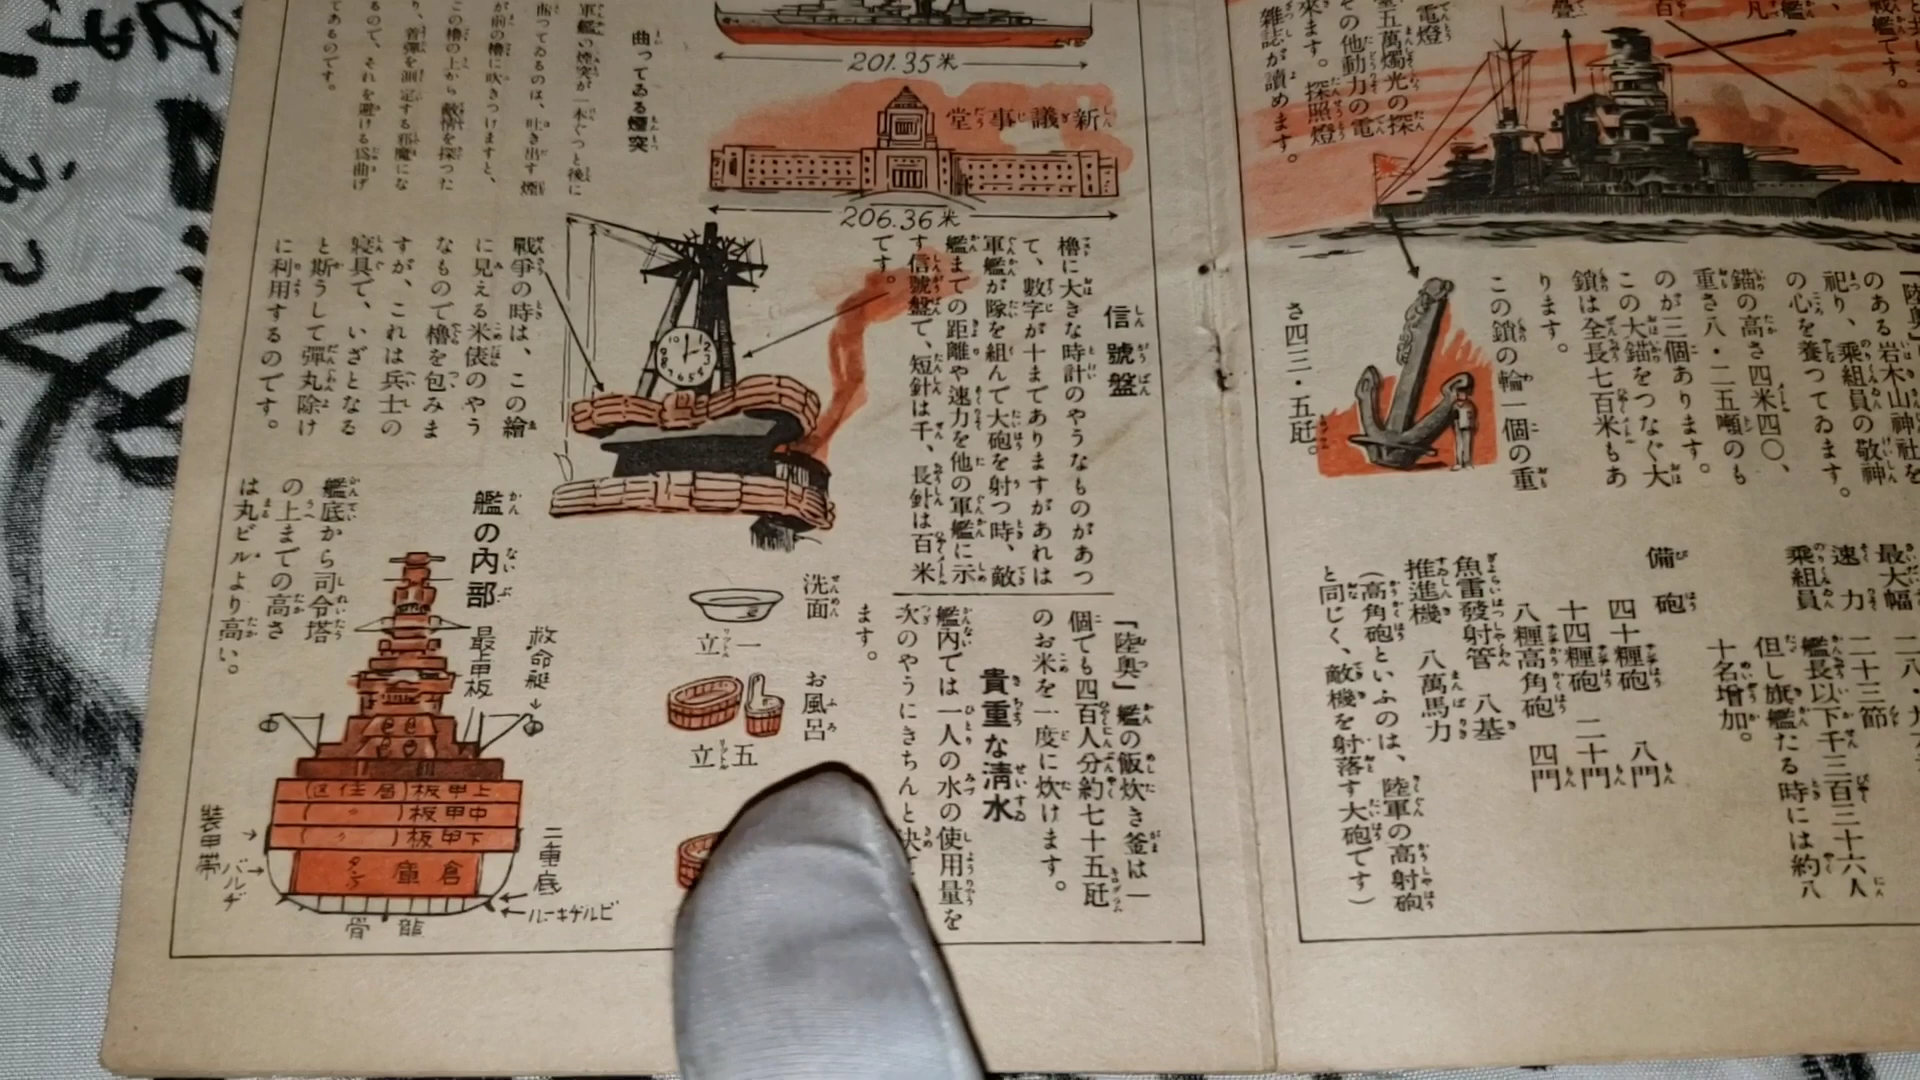 戦艦です。
電燈
五萬燭光の探
その他動力の電
來ます。探照燈
雑誌が讀めます。
のある岩木山神社を
祀り、乘組員の敬神
の心を養つてゐます。
錨の高さ四米四〇、
重さ八・二五噸のも
のが三個あります。
この大錨をつなぐ大
鎖は全長七百米もあ
ります。
この鎖の輪一個の重
さ四三・五瓩。
最大幅
速力 二十三節
乘組員 艦長以下千三百三十六人
但し旗艦たる時には約八
十名増加。
備砲
四十糎砲 八門
十四糎砲 二十門
八糎高角砲 四門
魚雷發射管 八基
推進機 八萬馬力
(高角砲といふのは、陸軍の高射砲
と同じく、敵機を射落す大砲です)
201.35米
新議事堂
206.36米
曲つてゐる煙突
軍艦の煙突が一本ぐつと後に
曲つてゐるのは、吐き出す煙
が前の櫓に吹きつけますと、
この櫓の上から敵情を探つた
り、着彈を測定する邪魔にな
るので、それを避ける爲曲げ
てあるのです。
信號盤
櫓に大きな時計のやうなものがあつ
て、數字が十までありますがあれは
軍艦が隊を組んで大砲を射つ時、敵
艦までの距離や速力を他の軍艦に示
す信號盤で、短針は千、長針は百米
です。
戰爭の時は、この繪
に見える米俵のやう
なもので櫓を包みま
すが、これは兵士の
寢具で、いざとなる
と斯うして彈丸除け
に利用するのです。
「陸奥」艦の飯炊き釜は一
個でも四百人分約七十五瓩
のお米を一度に炊けます。
貴重な清水
艦内では一人の水の使用量を
次のやうにきちんと決て
ます。
洗面
一立
お風呂
五立
艦の内部
艦底から司令塔
の上までの高さ
は丸ビルより高い。
救命艇
最上甲板
上甲板(居住区)
中甲板( 〃 )
下甲板( 〃 )
倉庫
裝甲帶
バルヂ
二重底
ビルヂキール
龍骨